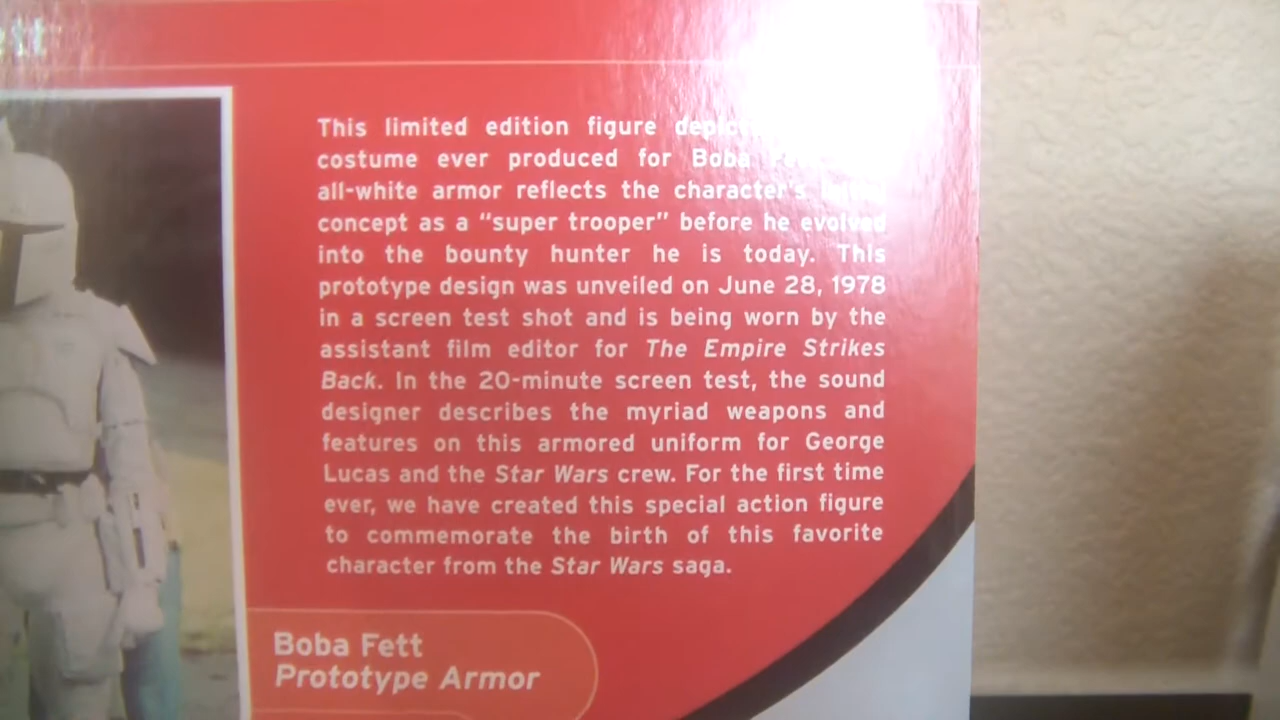 This limited edition figure
costume ever produced for Boba
all-white armor reflects the character's
concept as a “super trooper” before he evolved
into the bounty hunter he is today. This
prototype design was unveiled on June 28, 1978
in a screen test shot and is being worn by the
assistant film editor for The Empire Strikes
Back. In the 20-minute screen test, the sound
designer describes the myriad weapons and
features on this armored uniform for George
Lucas and the Star Wars crew. For the first time
ever, we have created this special action figure
to commemorate the birth of this favorite
character from the Star Wars saga.
Boba Fett
Prototype Armor